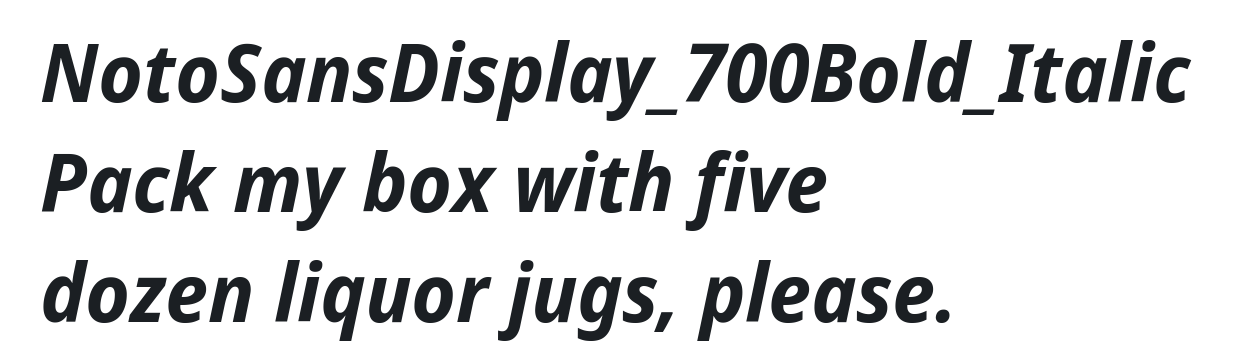 NotoSansDisplay_700Bold_Italic
Pack my box with five
dozen liquor jugs, please.